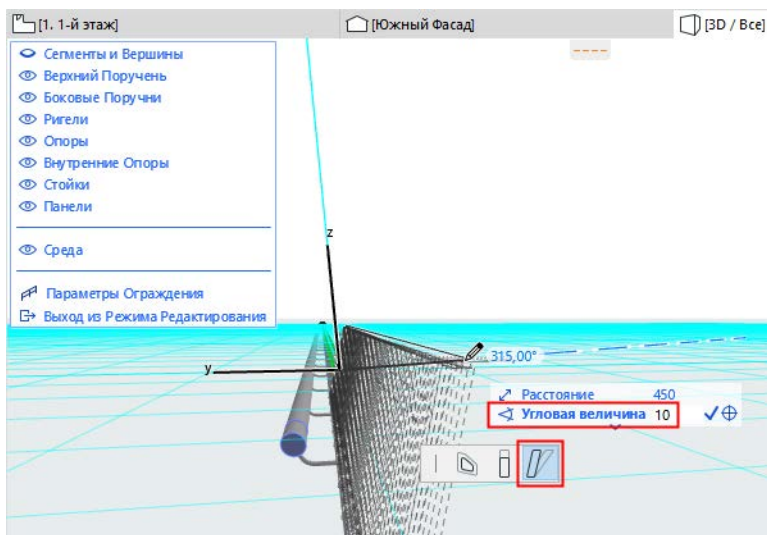 [1. 1-й этаж]
[Южный Фасад]
[3D / Все]
Сегменты и Вершины
Верхний Поручень
Боковые Поручни
Ригели
Опоры
Внутренние Опоры
Стойки
Панели
Среда
Параметры Ограждения
Выход из Режима Редактирования
z
y
315,00°
Расстояние 450
Угловая величина 10